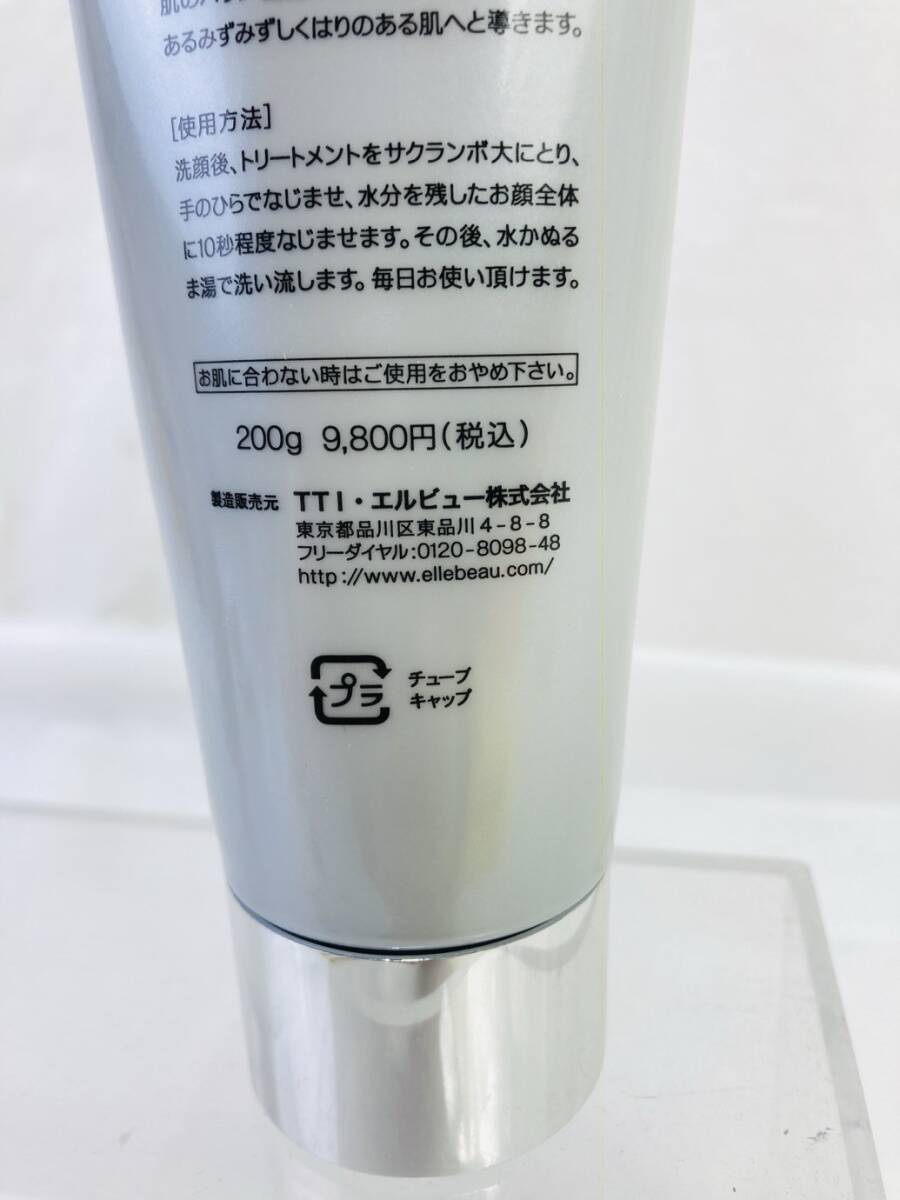 肌の
あるみずみずしくはりのある肌へと導きます。
[使用方法]
洗顔後、トリートメントをサクランボ大にとり、
手のひらでなじませ、水分を残したお顔全体
に10秒程度なじませます。その後、水かぬる
ま湯で洗い流します。毎日お使い頂けます。
お肌に合わない時はご使用をおやめ下さい。
200g 9,800円(税込)
製造販売元 TTI・エルビュー株式会社
東京都品川区東品川4-8-8
フリーダイヤル:0120-8098-48
http://www.ellebeau.com/
プラ チューブ
キャップ